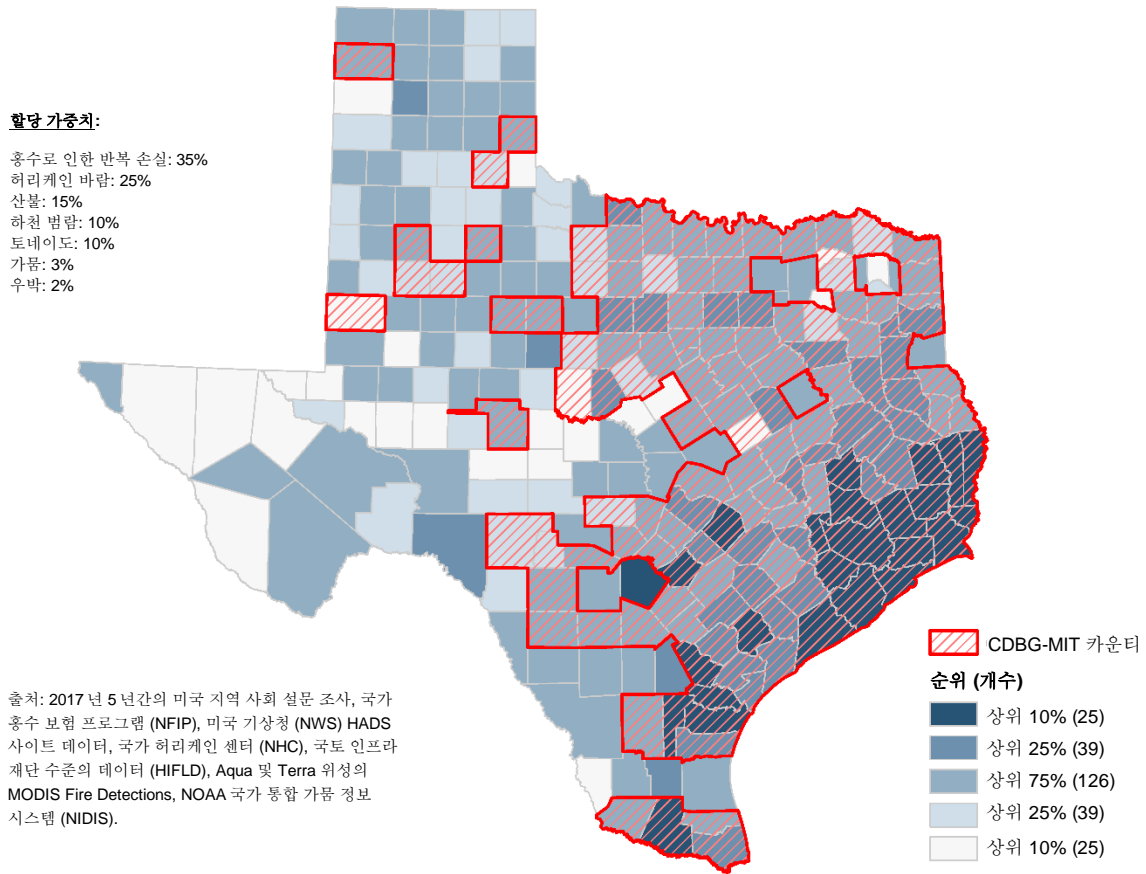 할당 가중치:
홍수로 인한 반복 손실: 35%
허리케인 바람: 25%
산불: 15%
하천 범람: 10%
토네이도: 10%
가뭄: 3%
우박: 2%
출처: 2017 년 5 년간의 미국 지역 사회 설문 조사, 국가
홍수 보험 프로그램 (NFIP), 미국 기상청 (NWS) HADS
사이트 데이터, 국가 허리케인 센터 (NHC), 국토 인프라
재단 수준의 데이터 (HIFLD), Aqua 및 Terra 위성의
MODIS Fire Detections, NOAA 국가 통합 가뭄 정보
시스템 (NIDIS).
CDBG-MIT 카운티
순위 (개수)
상위 10% (25)
상위 25% (39)
상위 75% (126)
상위 25% (39)
상위 10% (25)